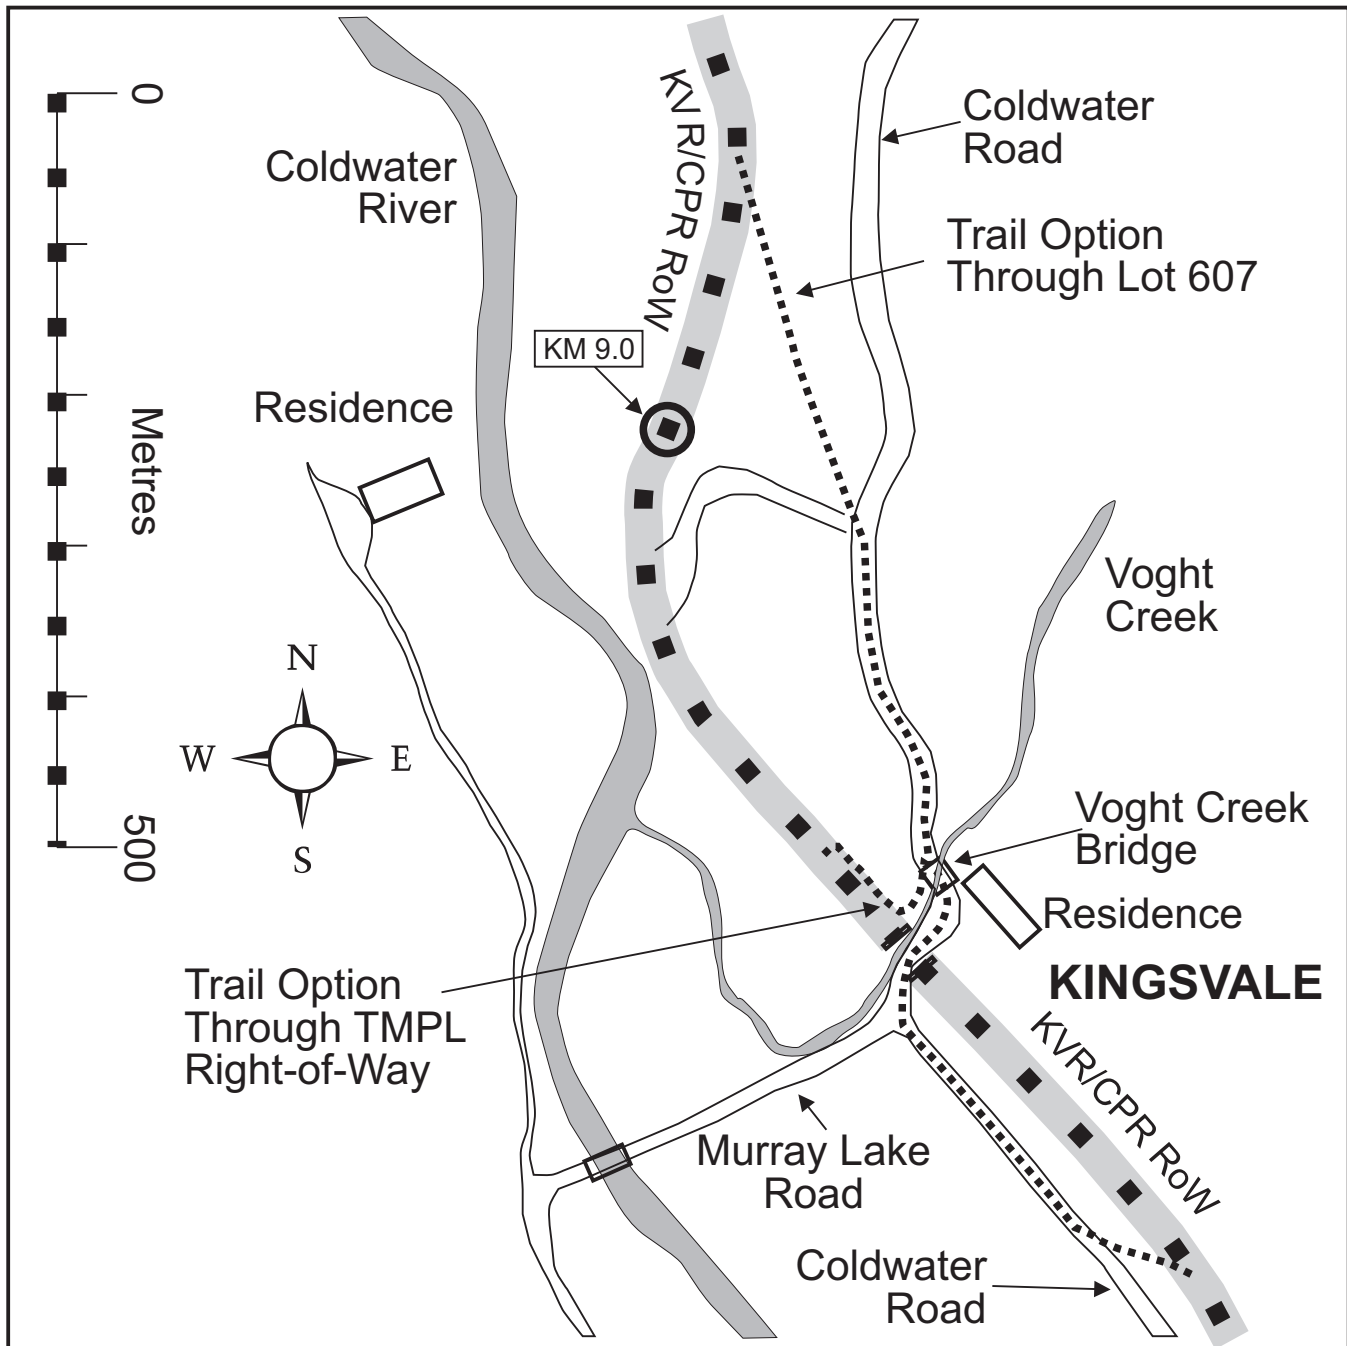 0
Metres
500
Coldwater
River
KVR/CPR RoW
Coldwater
Road
Trail Option
Through Lot 607
KM 9.0
Residence
Voght
Creek
N
W
E
S
Voght Creek
Bridge
Residence
KINGSVALE
Trail Option
Through TMPL
Right-of-Way
KVR/CPR RoW
Murray Lake
Road
Coldwater
Road